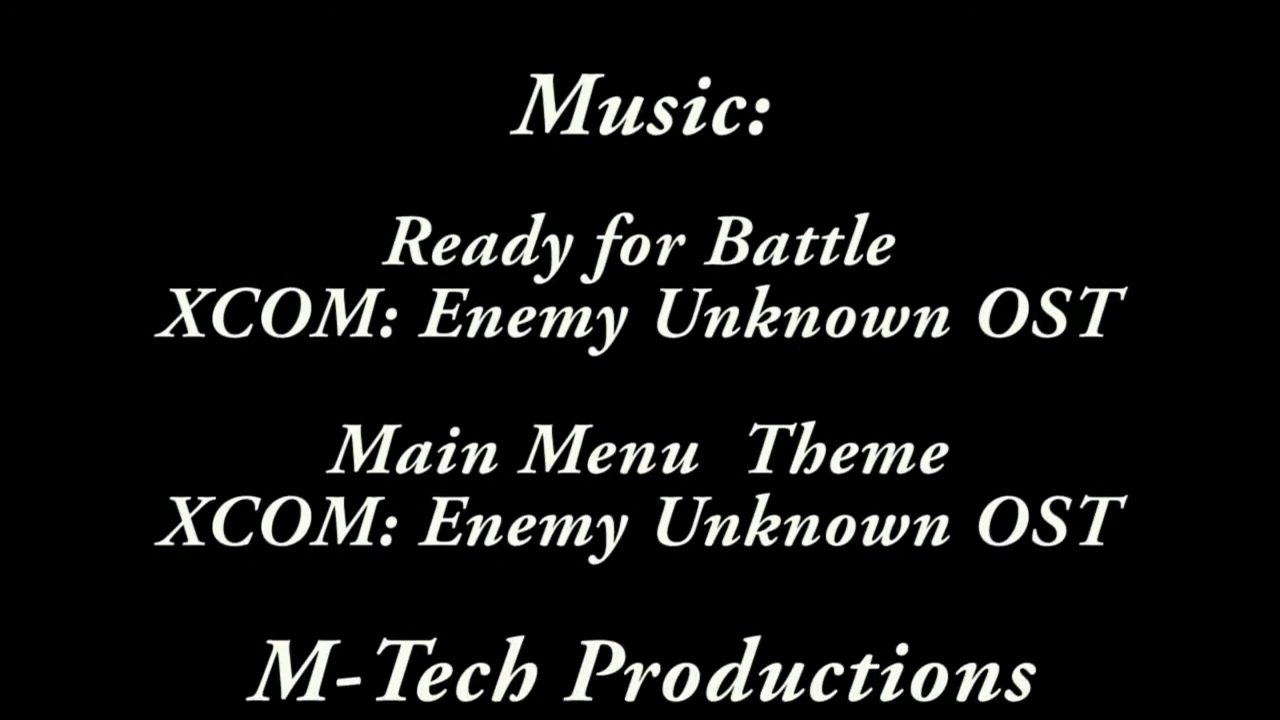 Music:
Ready for Battle
XCOM: Enemy Unknown OST
Main Menu  Theme
XCOM: Enemy Unknown OST
M-Tech Productions